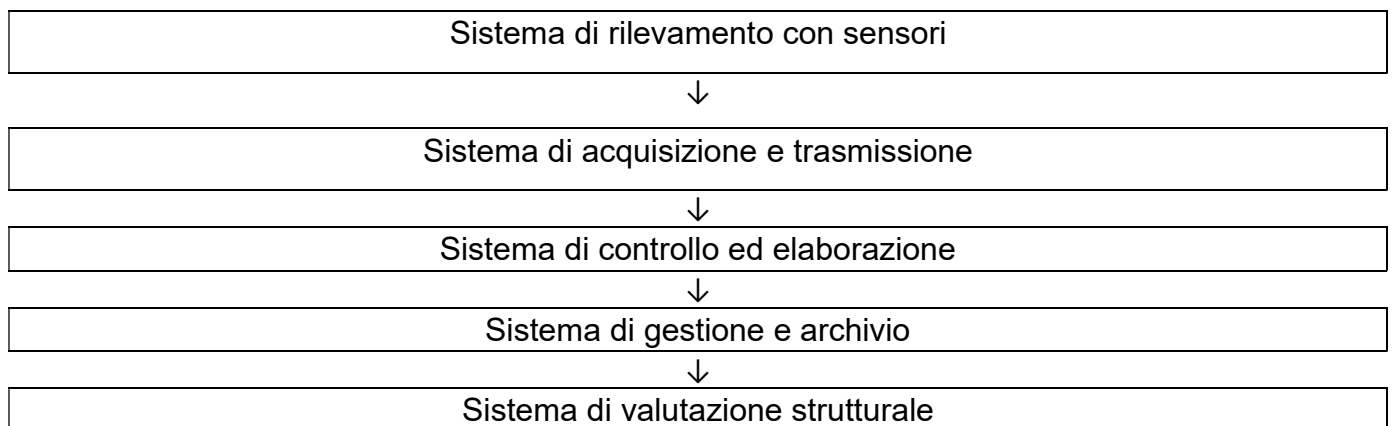 Sistema di rilevamento con sensori
↓
Sistema di acquisizione e trasmissione
↓
Sistema di controllo ed elaborazione
↓
Sistema di gestione e archivio
↓
Sistema di valutazione strutturale